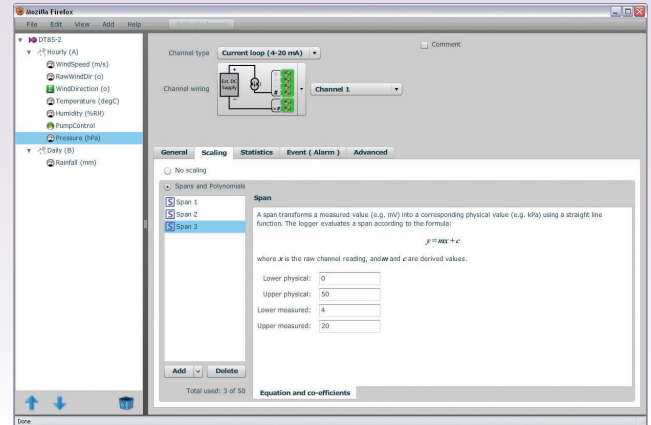 Mozilla Firefox
File Edit View Add Help
DT85-2
Hourly (A)
WindSpeed (m/s)
RawWindDir (o)
WindDirection (o)
Temperature (degC)
Humidity (%RH)
PumpControl
Pressure (hPa)
Daily (B)
Rainfall (mm)
Channel type Current loop (4-20 mA)
Comment
Channel wiring
Ext. DC
Supply
Channel 1
General Scaling Statistics Event ( Alarm ) Advanced
No scaling
Spans and Polynomials
Span 1
Span 2
Span 3
Add Delete
Total used: 3 of 50
Span
A span transforms a measured value (e.g. mV) into a corresponding physical value (e.g. kPa) using a straight line
function. The logger evaluates a span according to the formula:
y = mx + c
where x is the raw channel reading, and m and c are derived values.
Lower physical: 0
Upper physical: 50
Lower measured: 4
Upper measured: 20
Equation and co-efficients
Done